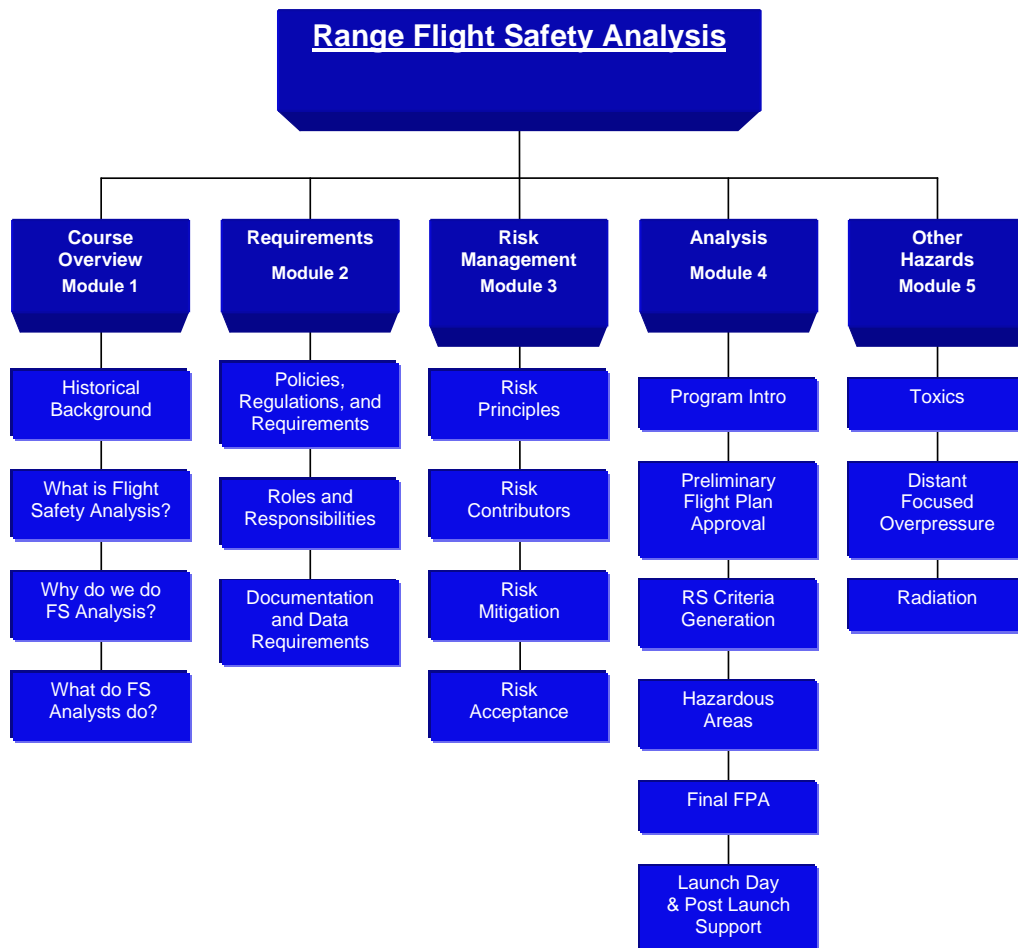 Range Flight Safety Analysis
Course
Overview
Module 1
Historical
Background
What is Flight
Safety Analysis?
Why do we do
FS Analysis?
What do FS
Analysts do?
Requirements
Module 2
Policies,
Regulations, and
Requirements
Roles and
Responsibilities
Documentation
and Data
Requirements
Risk
Management
Module 3
Risk
Principles
Risk
Contributors
Risk
Mitigation
Risk
Acceptance
Analysis
Module 4
Program Intro
Preliminary
Flight Plan
Approval
RS Criteria
Generation
Hazardous
Areas
Final FPA
Launch Day
& Post Launch
Support
Other
Hazards
Module 5
Toxics
Distant
Focused
Overpressure
Radiation